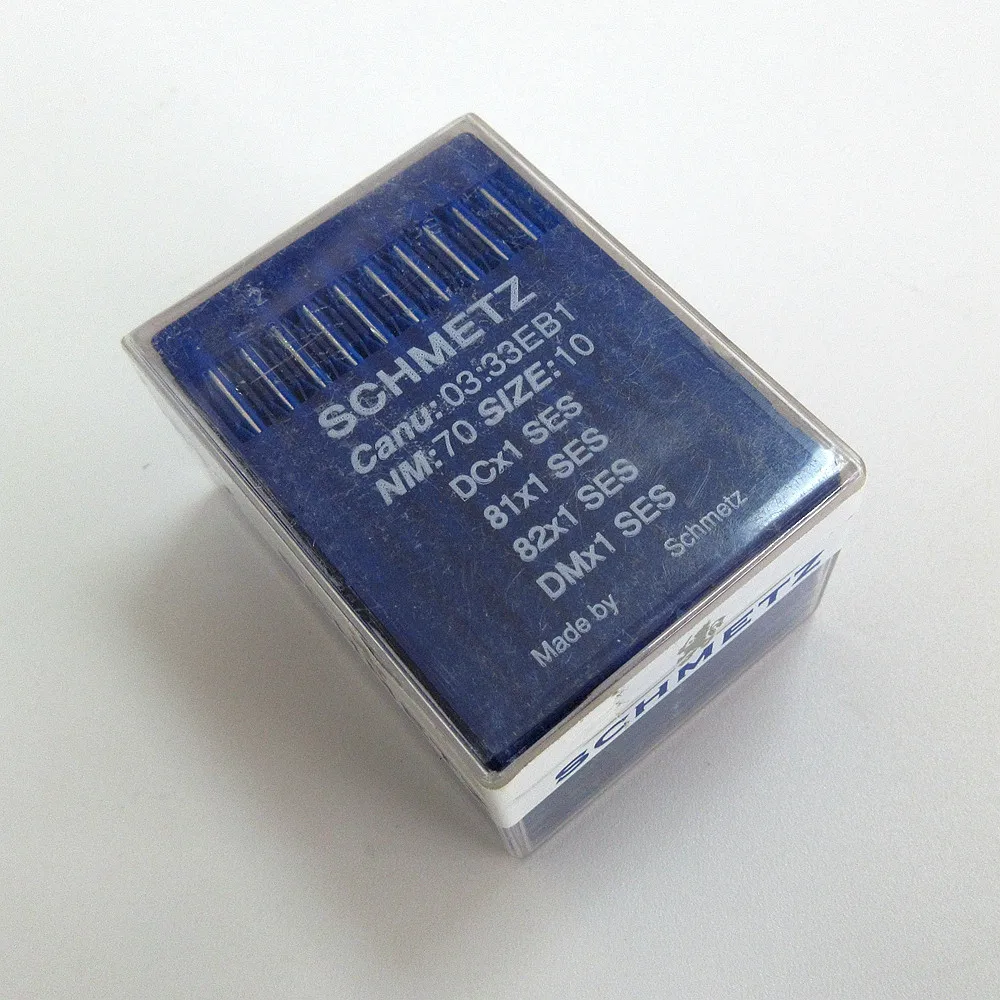 SCHMETZ
Canu: 03:33EB1
NM:70 SIZE:10
DCx1 SES
81x1 SES
82x1 SES
DMx1 SES
Made by Schmetz
SCHMETZ